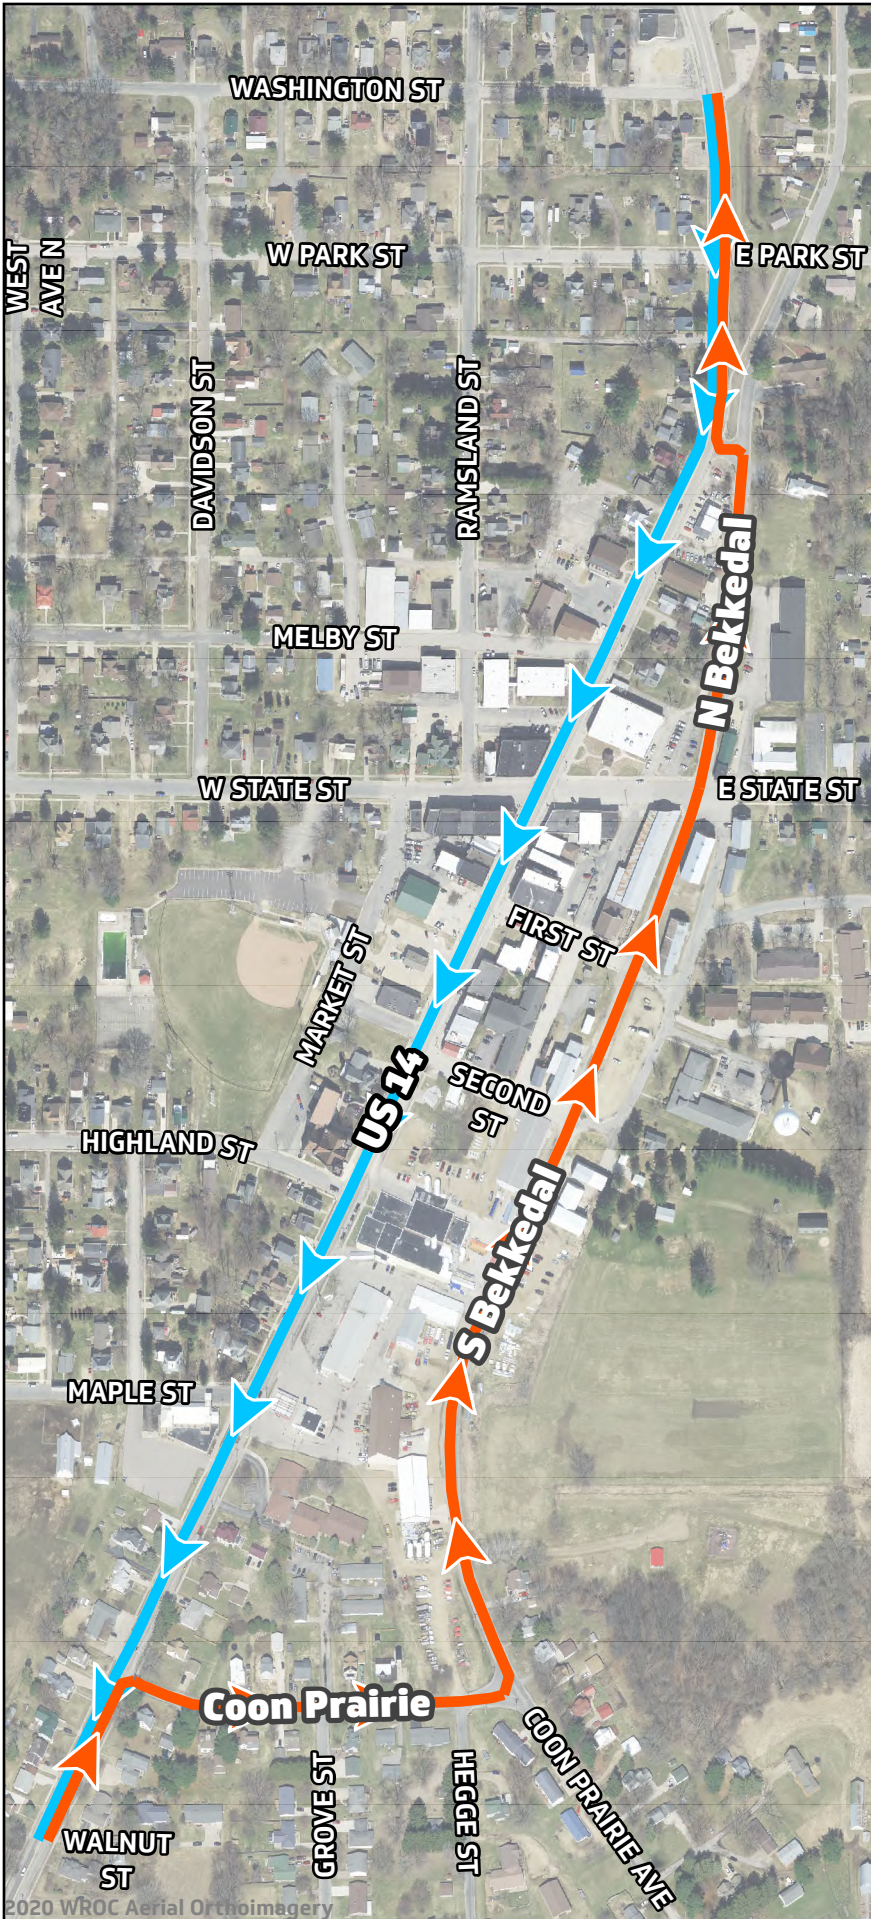 WASHINGTON ST
WEST
AVE N
W PARK ST
E PARK ST
DAVIDSON ST
RAMSLAND ST
N Bekkedal
MELBY ST
W STATE ST
E STATE ST
FIRST ST
MARKET ST
US 14
SECOND
ST
HIGHLAND ST
S Bekkedal
MAPLE ST
Coon Prairie
COON PRAIRIE AVE
GROVE ST
HEGGE ST
WALNUT
ST
2020 WROC Aerial Orthoimagery